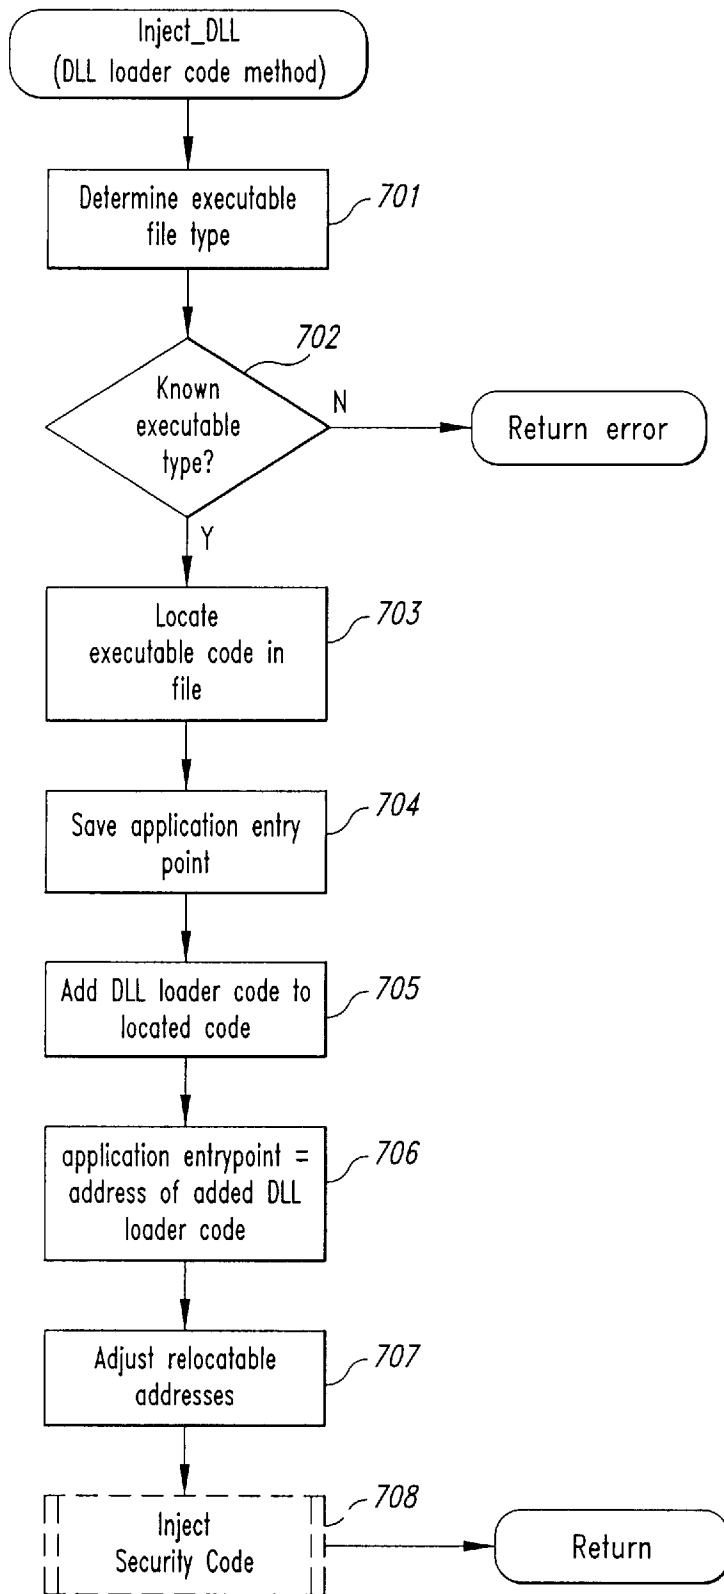 Inject_DLL
(DLL loader code method)
Determine executable
file type
701
702
Known
executable
type?
N
Return error
Y
Locate
executable code in
file
703
Save application entry
point
704
Add DLL loader code to
located code
705
application entrypoint =
address of added DLL
loader code
706
Adjust relocatable
addresses
707
Inject
Security Code
708
Return